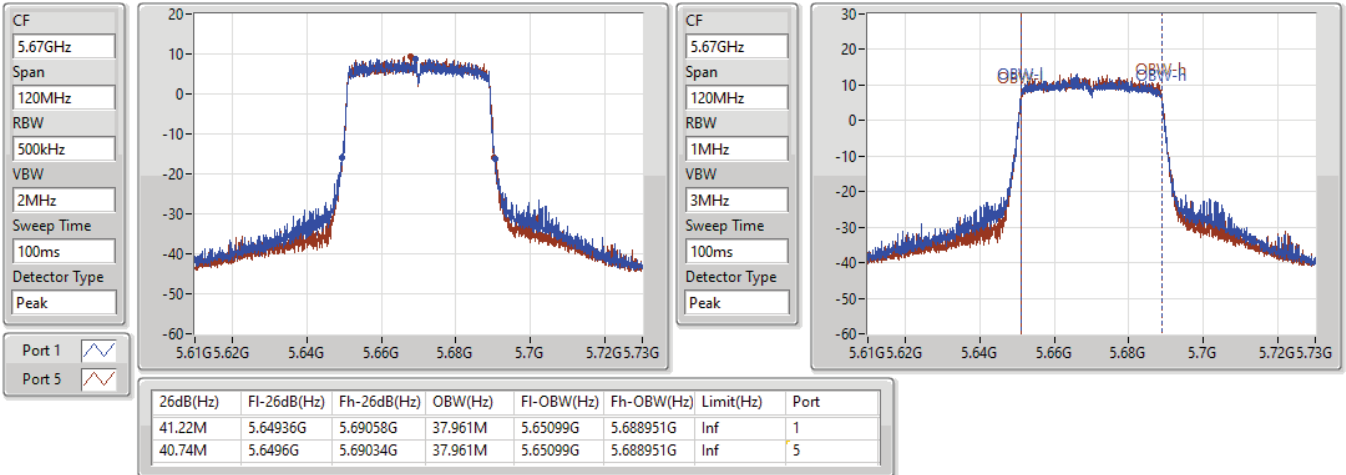 CF
5.67GHz
Span
120MHz
RBW
500kHz
VBW
2MHz
Sweep Time
100ms
Detector Type
Peak
20
10
0
-10
-20
-30
-40
-50
-60
5.61G 5.62G 5.64G 5.66G 5.68G 5.7G 5.72G 5.73G
Port 1
Port 5
CF
5.67GHz
Span
120MHz
RBW
1MHz
VBW
3MHz
Sweep Time
100ms
Detector Type
Peak
30
20
10
0
-10
-20
-30
-40
-50
-60
OBW-l OBW-h
OBW-l OBW-h
5.61G 5.62G 5.64G 5.66G 5.68G 5.7G 5.72G 5.73G
26dB(Hz) Fl-26dB(Hz) Fh-26dB(Hz) OBW(Hz) Fl-OBW(Hz) Fh-OBW(Hz) Limit(Hz) Port
41.22M 5.64936G 5.69058G 37.961M 5.65099G 5.688951G Inf 1
40.74M 5.6496G 5.69034G 37.961M 5.65099G 5.688951G Inf 5